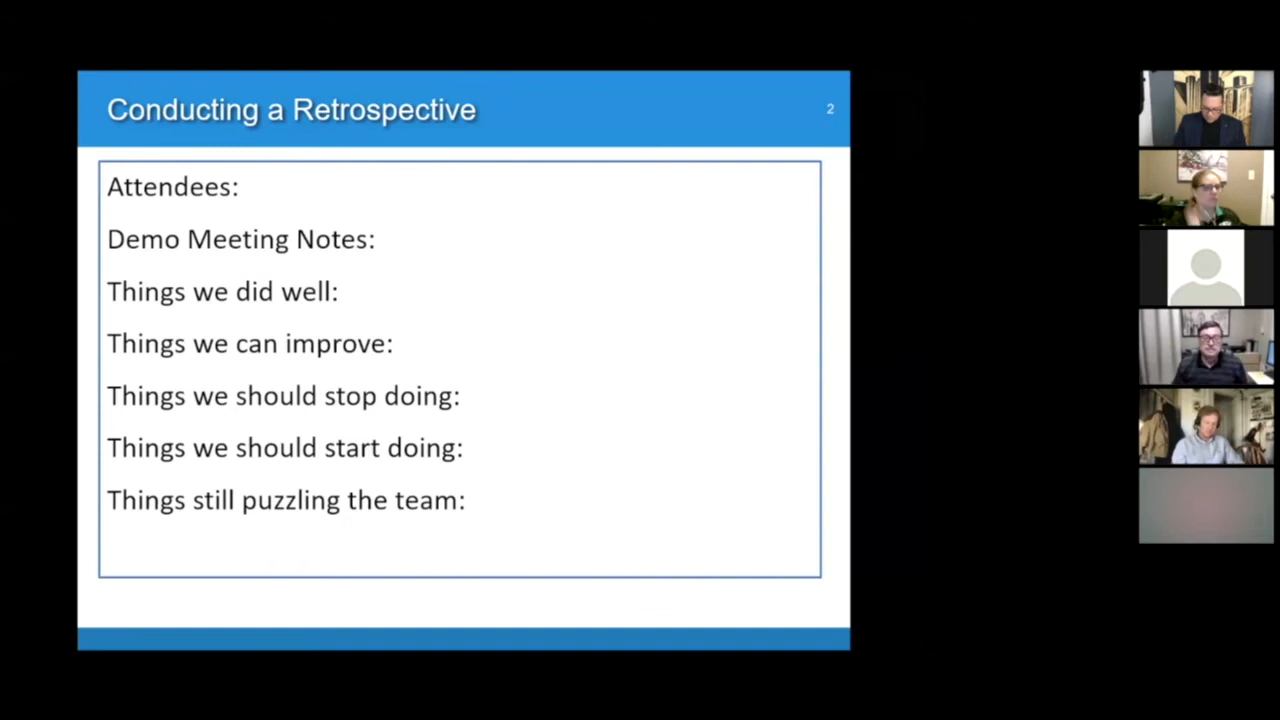 Conducting a Retrospective
2
Attendees:
Demo Meeting Notes:
Things we did well:
Things we can improve:
Things we should stop doing:
Things we should start doing:
Things still puzzling the team: